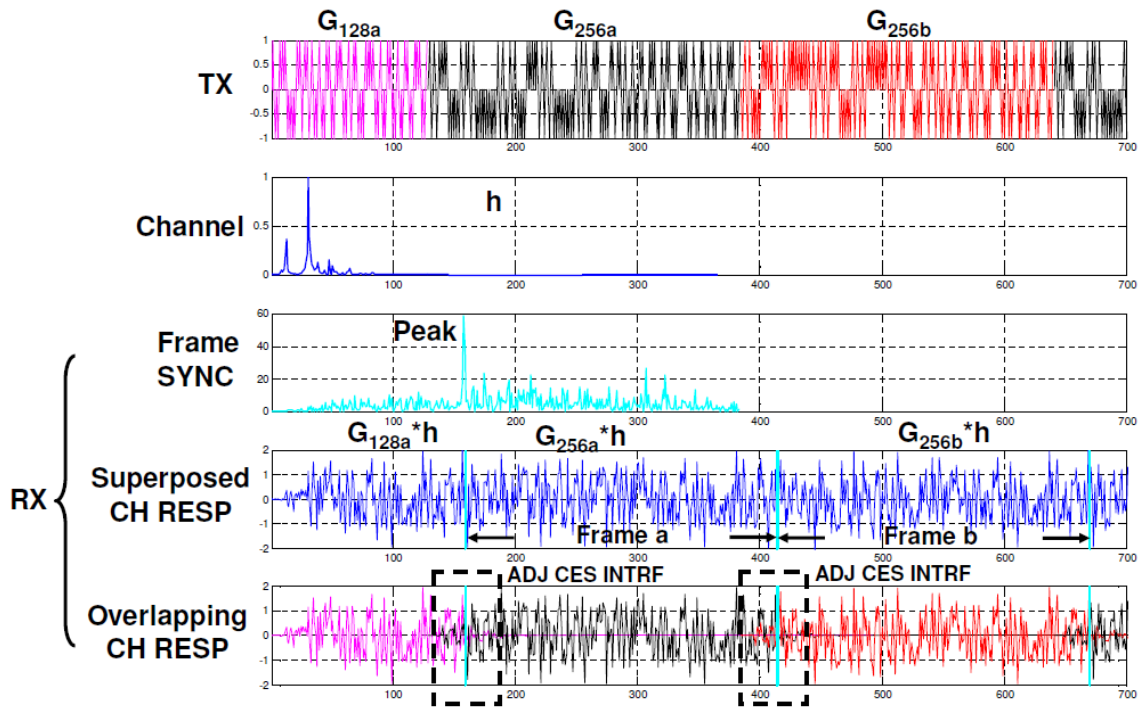 G128a G256a G256b
TX
1
0.5
0
-0.5
-1
100 200 300 400 500 600 700
h
Channel
1
0.5
0
100 200 300 400 500 600 700
Frame
SYNC
Peak
60
40
20
0
100 200 300 400 500 600 700
G128a*h G256a*h G256b*h
RX
Superposed
CH RESP
2
1
0
-1
-2
Frame a Frame b
100 200 300 400 500 600 700
ADJ CES INTRF ADJ CES INTRF
Overlapping
CH RESP
2
1
0
-1
-2
100 200 300 400 500 600 700